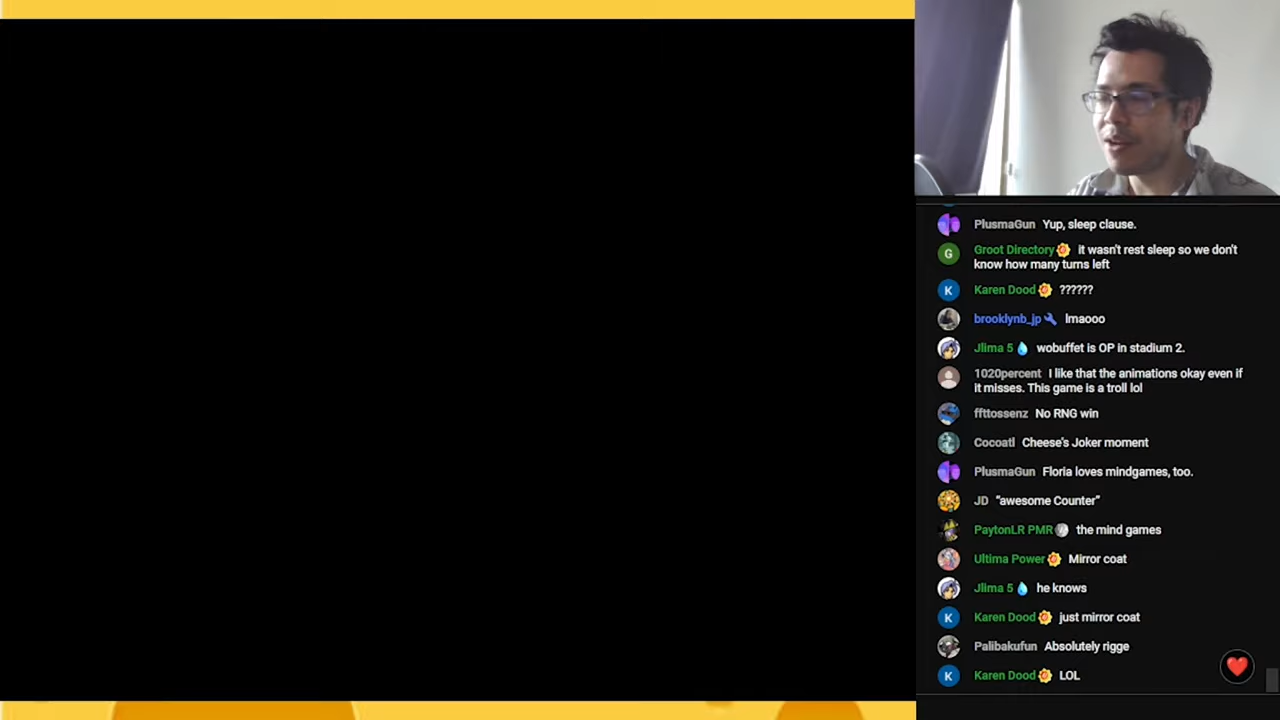 PlusmaGun Yup, sleep clause.
Groot Directory it wasn't rest sleep so we don't
know how many turns left
Karen Dood ??????
brooklynb_jp lmaooo
Jlima 5 wobuffet is OP in stadium 2.
1020percent I like that the animations okay even if
it misses. This game is a troll lol
ffttossenz No RNG win
Cocoatl Cheese's Joker moment
PlusmaGun Floria loves mindgames, too.
JD "awesome Counter"
PaytonLR PMR the mind games
Ultima Power Mirror coat
Jlima 5 he knows
Karen Dood just mirror coat
Palibakufun Absolutely rigge
Karen Dood LOL
G
K
K
K